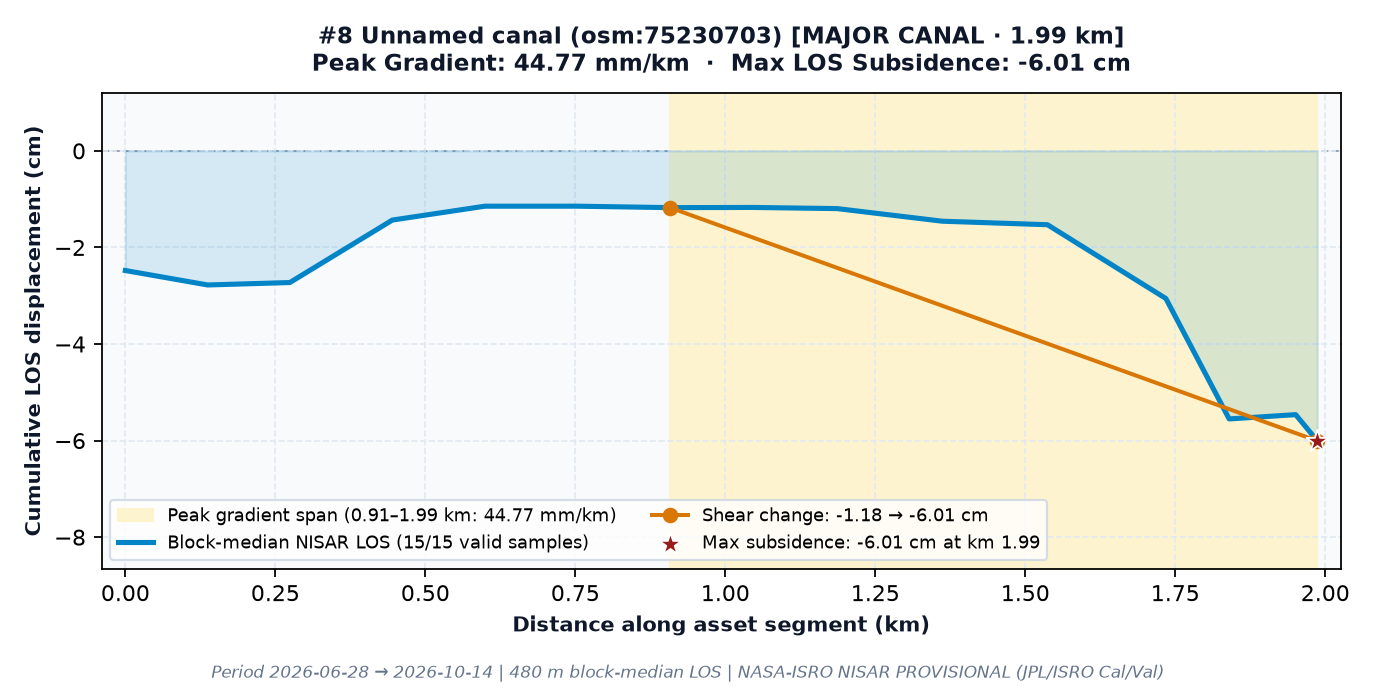 #8 Unnamed canal (osm:75230703) [MAJOR CANAL · 1.99 km]
Peak Gradient: 44.77 mm/km · Max LOS Subsidence: -6.01 cm
Cumulative LOS displacement (cm)
0
−2
−4
−6
−8
Peak gradient span (0.91–1.99 km: 44.77 mm/km)
Block-median NISAR LOS (15/15 valid samples)
Shear change: -1.18 → -6.01 cm
Max subsidence: -6.01 cm at km 1.99
0.00 0.25 0.50 0.75 1.00 1.25 1.50 1.75 2.00
Distance along asset segment (km)
Period 2026-06-28 → 2026-10-14 | 480 m block-median LOS | NASA-ISRO NISAR PROVISIONAL (JPL/ISRO Cal/Val)